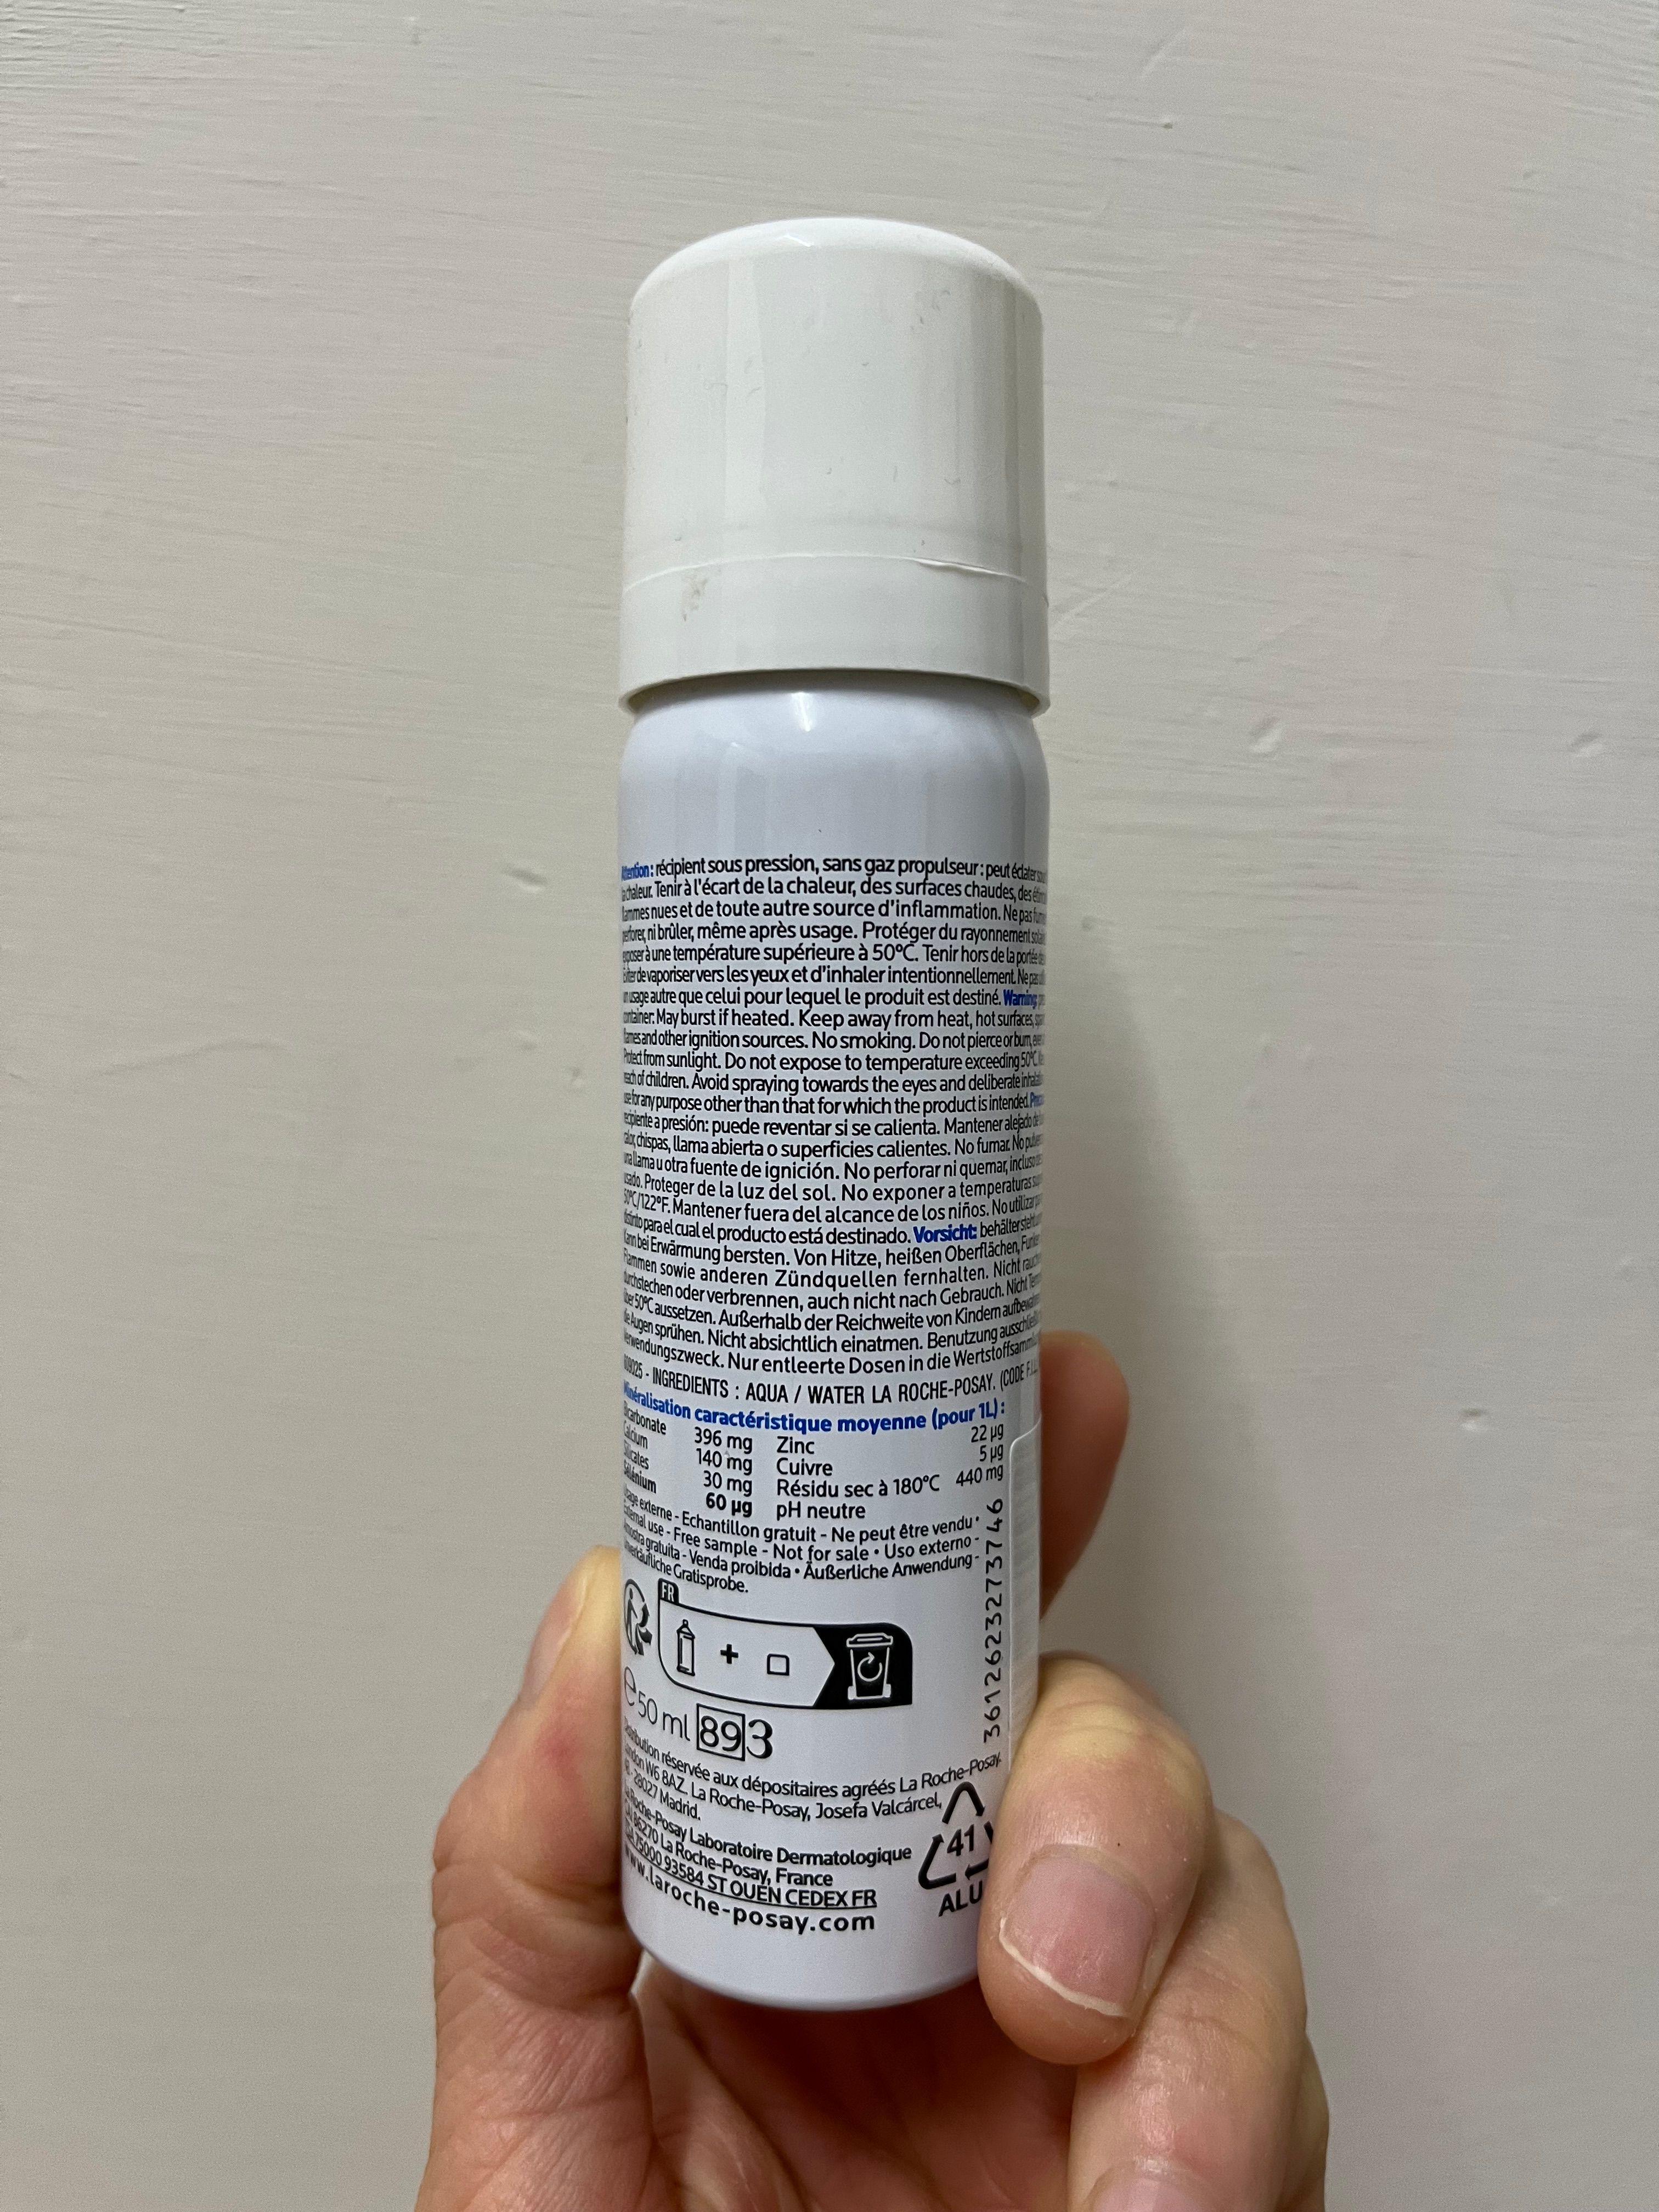 Attention : récipient sous pression, sans gaz propulseur : peut éclater sous
la chaleur. Tenir à l'écart de la chaleur, des surfaces chaudes, des
flammes nues et de toute autre source d'inflammation. Ne pas
perforer, ni brûler, même après usage. Protéger du rayonnement
exposer à une température supérieure à 50°C. Tenir hors de la portée
Eviter de vaporiser vers les yeux et d'inhaler intentionnellement. Ne pas
un usage autre que celui pour lequel le produit est destiné. Warning:
container: May burst if heated. Keep away from heat, hot surfaces,
flames and other ignition sources. No smoking. Do not pierce or burn,
Protect from sunlight. Do not expose to temperature exceeding 50°C.
reach of children. Avoid spraying towards the eyes and deliberate
use for any purpose other than that for which the product is intended.
recipiente a presión: puede reventar si se calienta. Mantener alejado
calor, chispas, llama abierta o superficies calientes. No fumar. No
una llama u otra fuente de ignición. No perforar ni quemar, incluso
usado. Proteger de la luz del sol. No exponer a temperaturas
50°C/122°F. Mantener fuera del alcance de los niños. No utilizar
distinto para el cual el producto está destinado. Vorsicht: behälter steht
Kann bei Erwärmung bersten. Von Hitze, heißen Oberflächen,
Flammen sowie anderen Zündquellen fernhalten. Nicht
durchstechen oder verbrennen, auch nicht nach Gebrauch. Nicht
über 50°C aussetzen. Außerhalb der Reichweite von Kindern
die Augen sprühen. Nicht absichtlich einatmen. Benutzung
Verwendungszweck. Nur entleerte Dosen in die
- INGREDIENTS : AQUA / WATER LA ROCHE-POSAY. (CODE F.I.L.
Minéralisation caractéristique moyenne (pour 1L) :
Bicarbonate 396 mg Zinc 22 µg
Calcium 140 mg Cuivre 5 µg
Silicates 30 mg Résidu sec à 180°C 440 mg
Sélénium 60 µg pH neutre
Usage externe - Echantillon gratuit - Ne peut être vendu •
External use - Free sample - Not for sale • Uso externo -
Amostra gratuita - Venda proibida • Äußerliche Anwendung -
Unverkäufliche Gratisprobe.
FR
+
e 50 ml 893
3612623273746
Distribution réservée aux dépositaires agréés La Roche-Posay,
London W6 8AZ. La Roche-Posay, Josefa Valcárcel,
28027 Madrid.
La Roche-Posay Laboratoire Dermatologique
86270 La Roche-Posay, France
75000 93584 ST OUEN CEDEX FR
www.laroche-posay.com
41
ALU